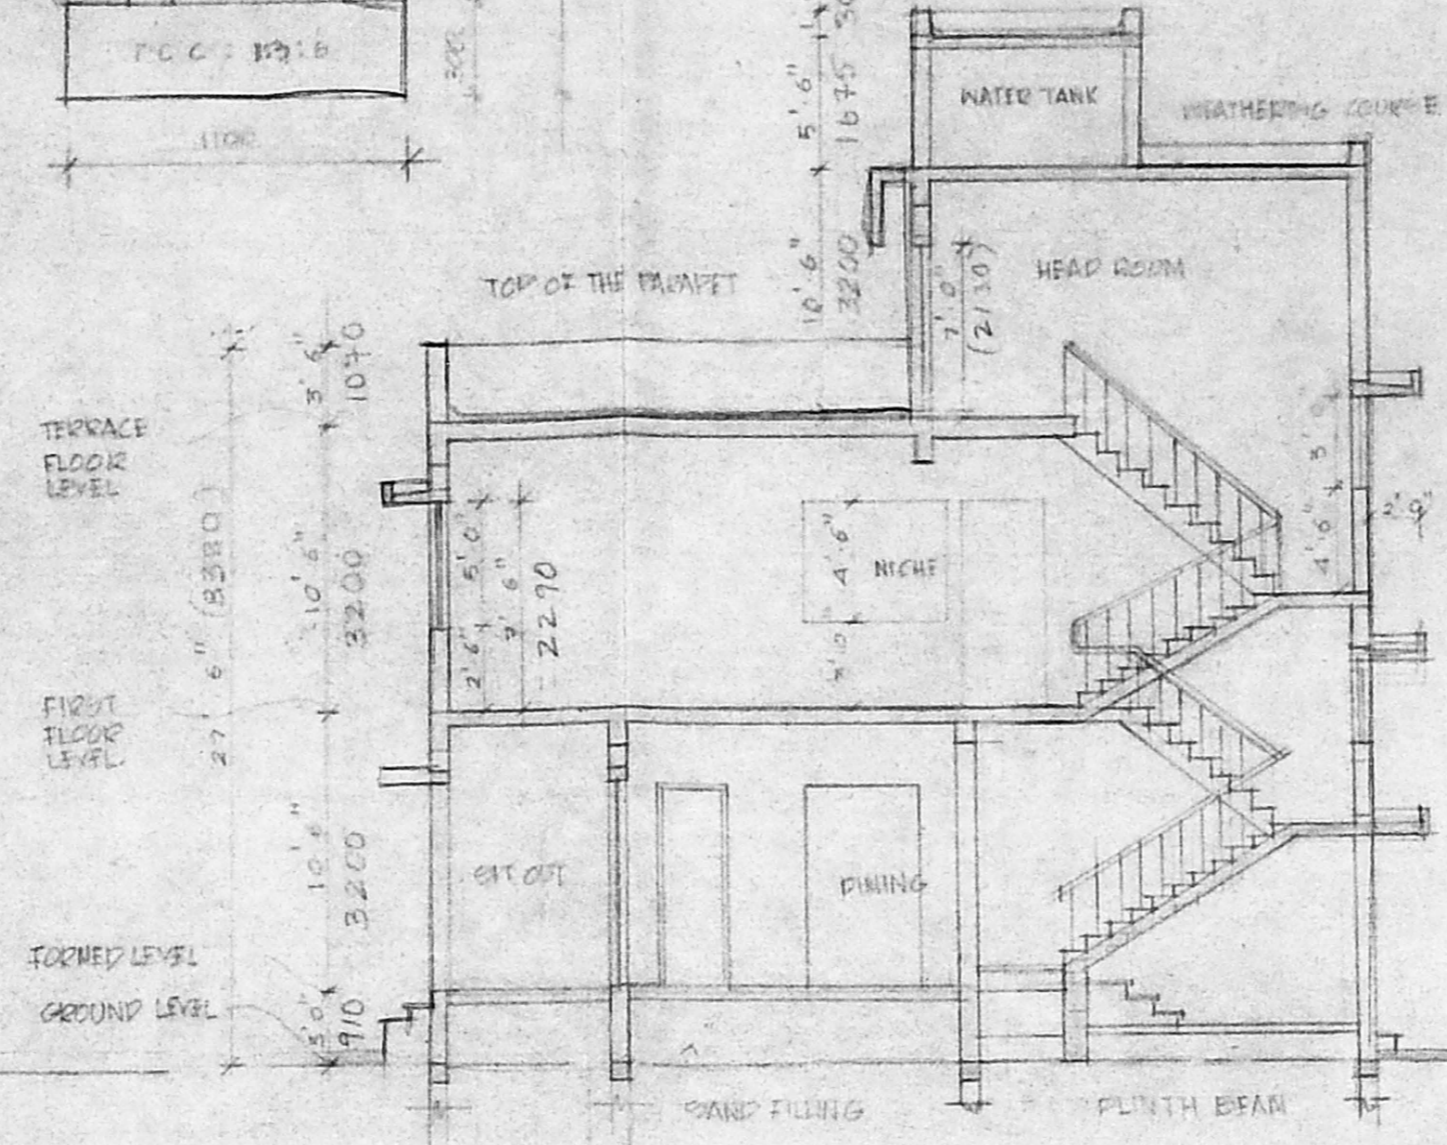 P C C : 1:3:6
WATER TANK
WEATHERING COURSE
5' 6"
1675
TOP OF THE PARAPET
10' 6"
3200
7' 0"
(2130)
HEAD ROOM
3' 6"
1070
TERRACE
FLOOR
LEVEL
27' 6" (8380)
10' 6"
3200
5' 0"
2' 6"
7' 6"
2290
4' 6"
NICHE
3' 0"
4' 6"
2' 9"
FIRST
FLOOR
LEVEL
10' 6"
3200
SIT OUT
DINING
FORMED LEVEL
GROUND LEVEL
3' 0"
910
SAND FILLING
PLINTH BEAM